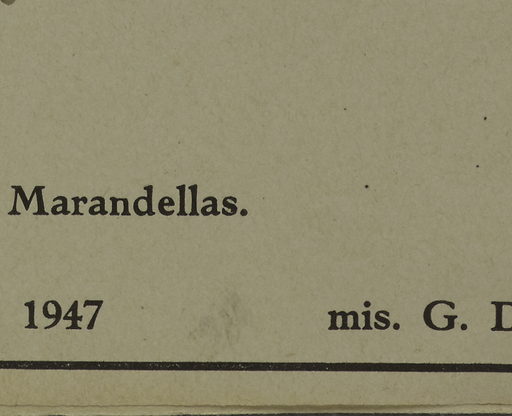 Marandellas.
1947 mis. G. D